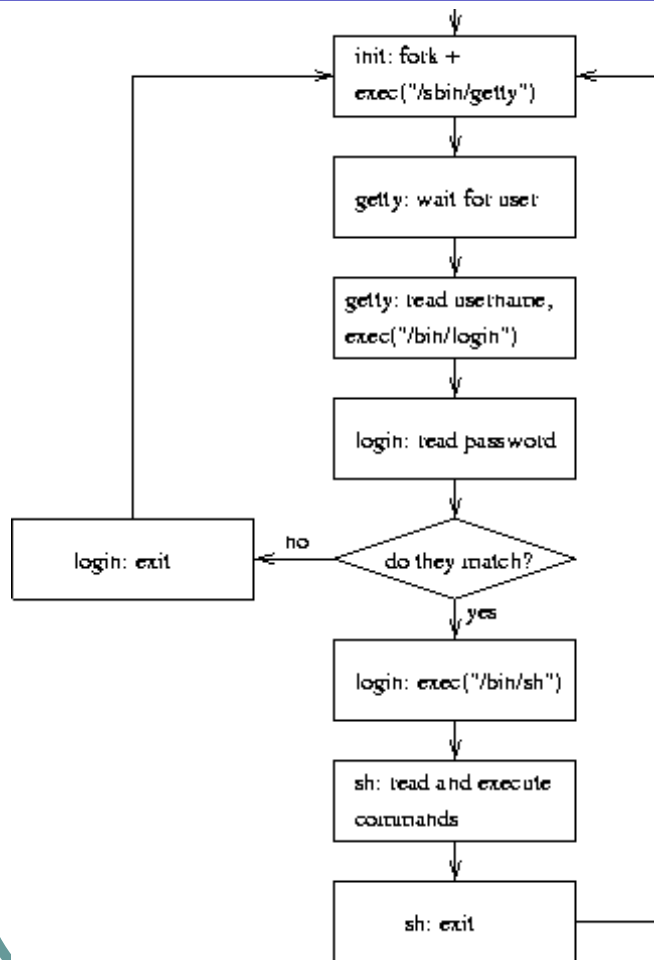 init: fork +
exec("/sbin/getty")
getty: wait for user
getty: read username,
exec("/bin/login")
login: read password
do they match?
no
login: exit
yes
login: exec("/bin/sh")
sh: read and execute
commands
sh: exit